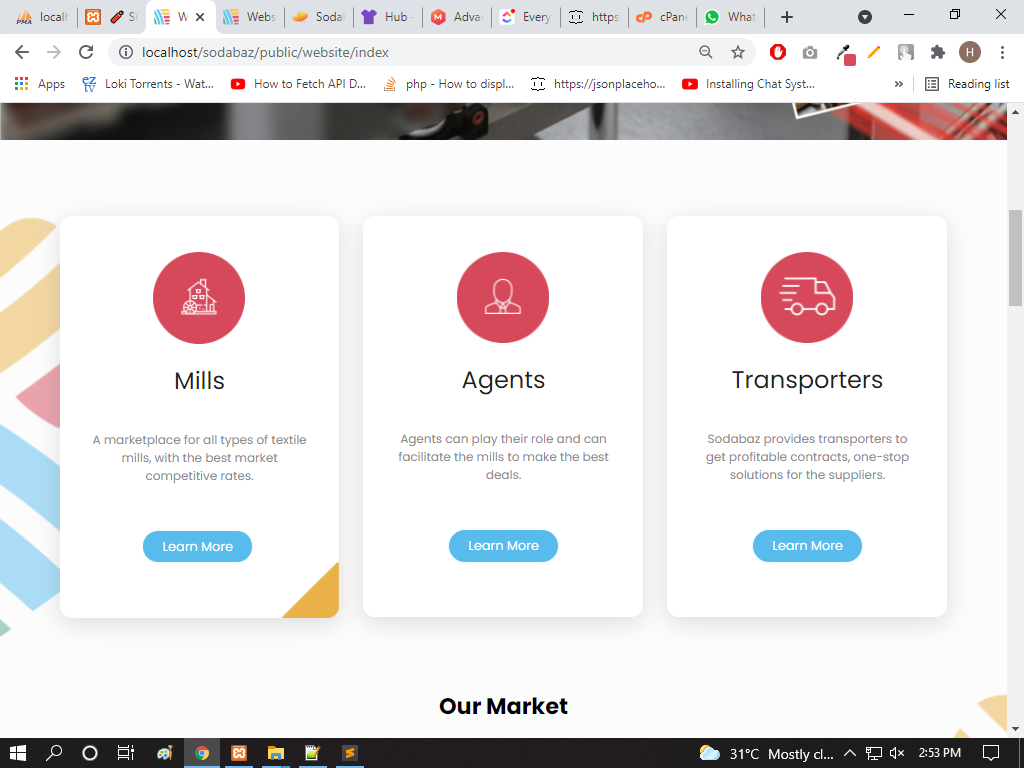 locall
W
Webs
Soda
Hub
Adva
Every
https
cPan
What
localhost/sodabaz/public/website/index
H
Apps
Loki Torrents - Wat...
How to Fetch API D...
php - How to displ...
https://jsonplaceho...
Installing Chat Syst...
»
Reading list
Mills
A marketplace for all types of textile
mills, with the best market
competitive rates.
Learn More
Agents
Agents can play their role and can
facilitate the mills to make the best
deals.
Learn More
Transporters
Sodabaz provides transporters to
get profitable contracts, one-stop
solutions for the suppliers.
Learn More
Our Market
31°C Mostly cl...
2:53 PM